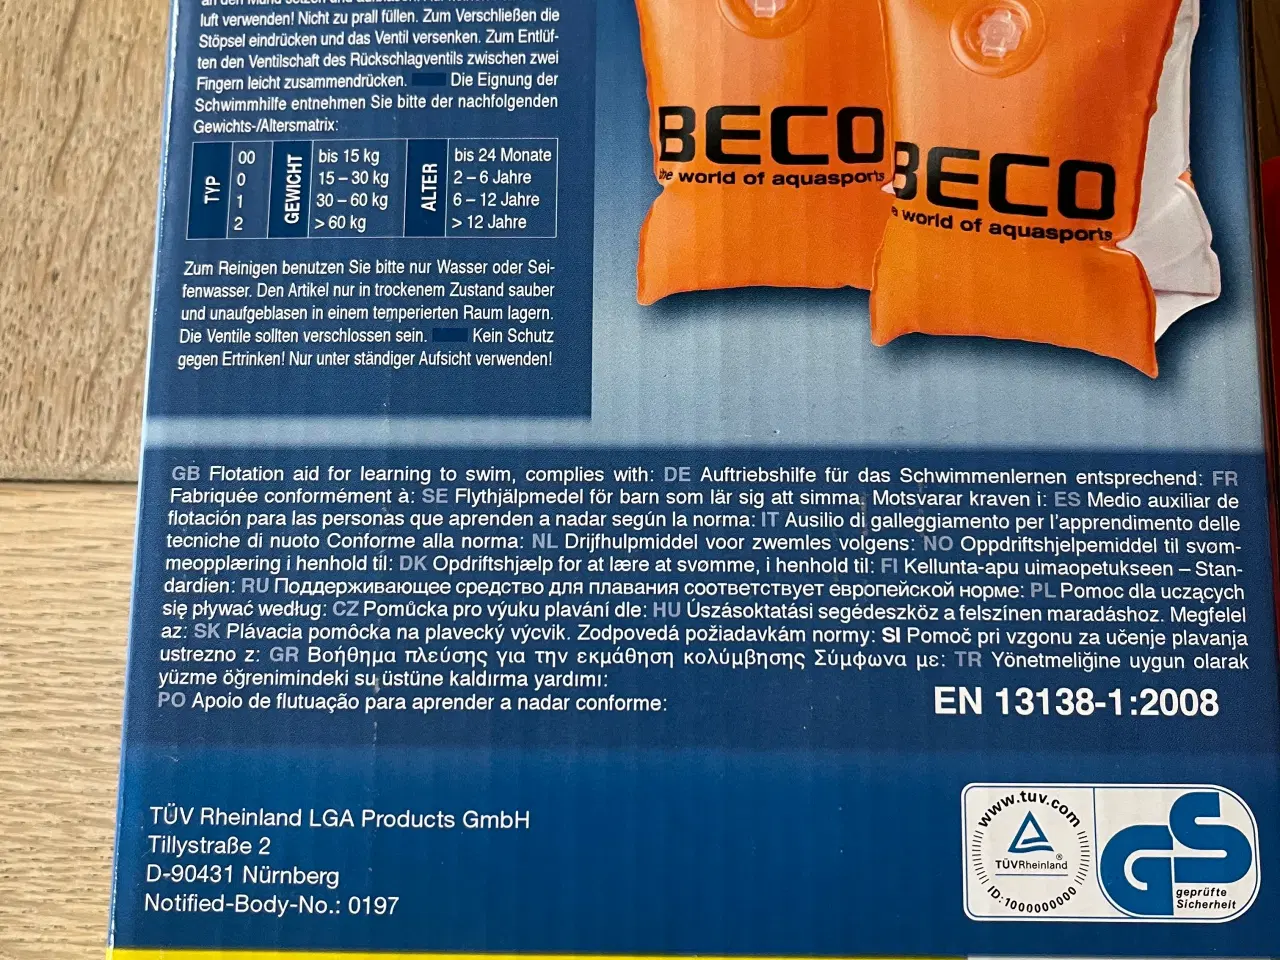 luft verwenden! Nicht zu prall füllen. Zum Verschließen die
Stöpsel eindrücken und das Ventil versenken. Zum Entlüf-
ten den Ventilschaft des Rückschlagventils zwischen zwei
Fingern leicht zusammendrücken. Die Eignung der
Schwimmhilfe entnehmen Sie bitte der nachfolgenden
Gewichts-/Altersmatrix:
TYP
00
0
1
2
GEWICHT
bis 15 kg
15 – 30 kg
30 – 60 kg
> 60 kg
ALTER
bis 24 Monate
2 – 6 Jahre
6 – 12 Jahre
> 12 Jahre
Zum Reinigen benutzen Sie bitte nur Wasser oder Sei-
fenwasser. Den Artikel nur in trockenem Zustand sauber
und unaufgeblasen in einem temperierten Raum lagern.
Die Ventile sollten verschlossen sein. Kein Schutz
gegen Ertrinken! Nur unter ständiger Aufsicht verwenden!
BECO
the world of aquasports
BECO
world of aquasports
GB Flotation aid for learning to swim, complies with: DE Auftriebshilfe für das Schwimmenlernen entsprechend: FR
Fabriquée conformément à: SE Flythjälpmedel för barn som lär sig att simma. Motsvarar kraven i: ES Medio auxiliar de
flotación para las personas que aprenden a nadar según la norma: IT Ausilio di galleggiamento per l'apprendimento delle
tecniche di nuoto Conforme alla norma: NL Drijfhulpmiddel voor zwemles volgens: NO Oppdriftshjelpemiddel til svøm-
meopplæring i henhold til: DK Opdriftshjælp for at lære at svømme, i henhold til: FI Kellunta-apu uimaopetukseen – Stan-
dardien: RU Поддерживающее средство для плавания соответствует европейской норме: PL Pomoc dla uczących
się pływać według: CZ Pomůcka pro výuku plavání dle: HU Úszásoktatási segédeszköz a felszínen maradáshoz. Megfelel
az: SK Plávacia pomôcka na plavecký výcvik. Zodpovedá požiadavkám normy: SI Pomoč pri vzgonu za učenje plavanja
ustrezno z: GR Βοήθημα πλεύσης για την εκμάθηση κολύμβησης Σύμφωνα με: TR Yönetmeliğine uygun olarak
yüzme öğrenimindeki su üstüne kaldırma yardımı:
PO Apoio de flutuação para aprender a nadar conforme:
EN 13138-1:2008
TÜV Rheinland LGA Products GmbH
Tillystraße 2
D-90431 Nürnberg
Notified-Body-No.: 0197
www.tuv.com
TÜVRheinland®
ID:1000000000
GS
geprüfte
Sicherheit